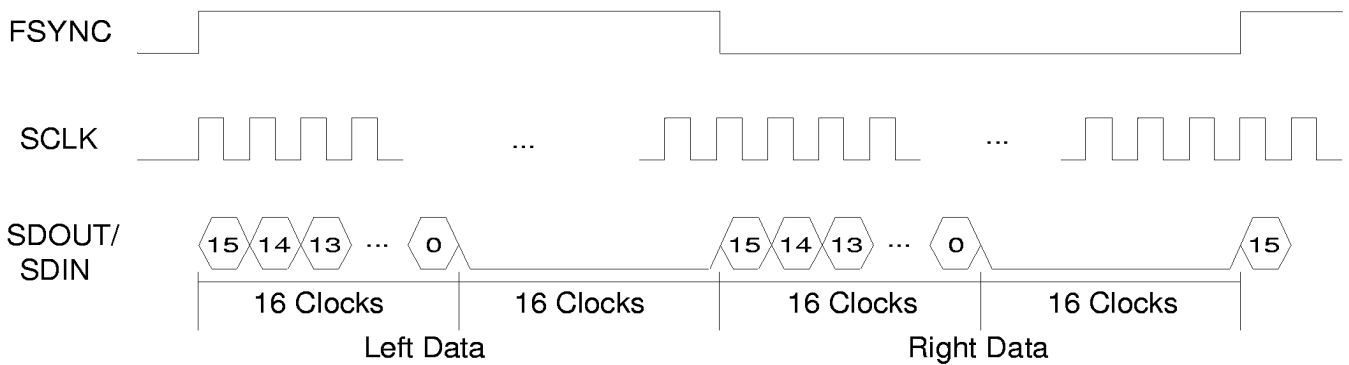 FSYNC
SCLK
... ...
SDOUT/
SDIN
15 14 13 ... 0 15 14 13 ... 0 15
16 Clocks 16 Clocks 16 Clocks 16 Clocks
Left Data Right Data